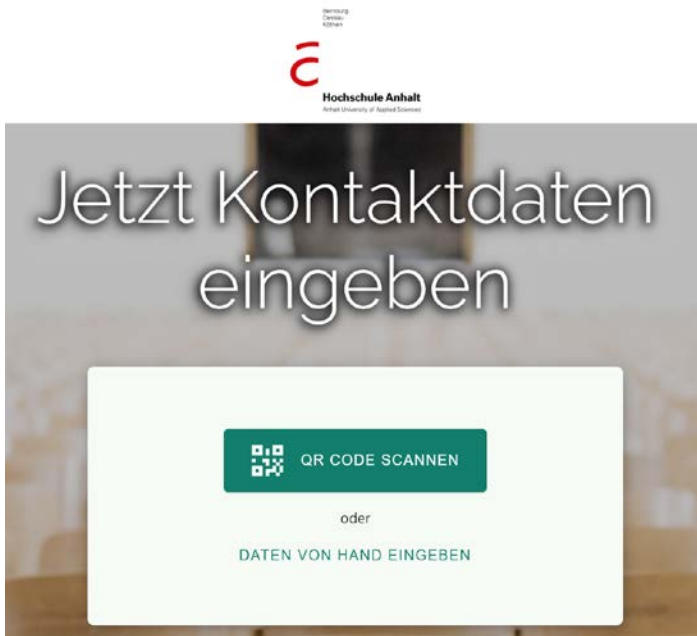 Bernburg
Dessau
Köthen
Hochschule Anhalt
Anhalt University of Applied Sciences
Jetzt Kontaktdaten
eingeben
QR CODE SCANNEN
oder
DATEN VON HAND EINGEBEN